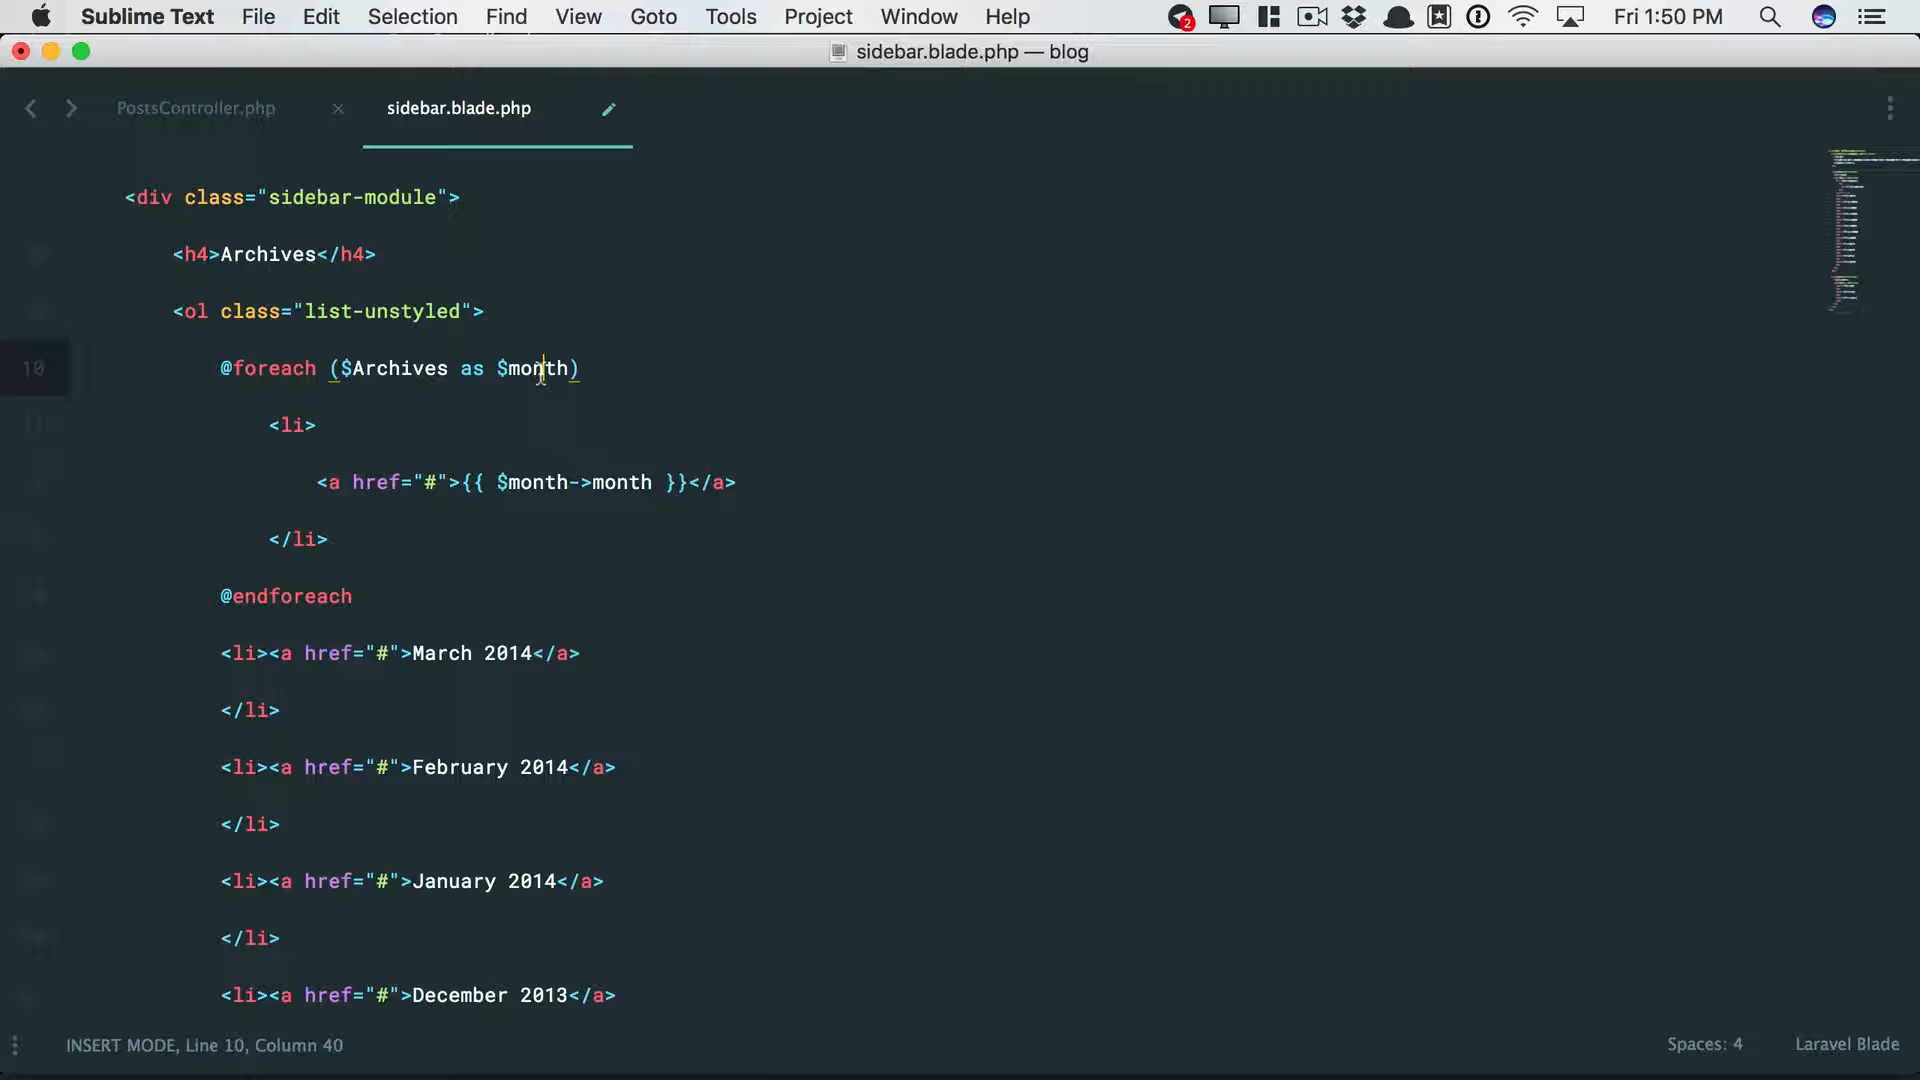 Sublime Text File Edit Selection Find View Goto Tools Project Window Help 2 Fri 1:50 PM
sidebar.blade.php — blog
PostsController.php sidebar.blade.php
<div class="sidebar-module">
<h4>Archives</h4>
<ol class="list-unstyled">
10 @foreach ($Archives as $month)
<li>
<a href="#">{{ $month->month }}</a>
</li>
@endforeach
<li><a href="#">March 2014</a>
</li>
<li><a href="#">February 2014</a>
</li>
<li><a href="#">January 2014</a>
</li>
<li><a href="#">December 2013</a>
INSERT MODE, Line 10, Column 40 Spaces: 4 Laravel Blade